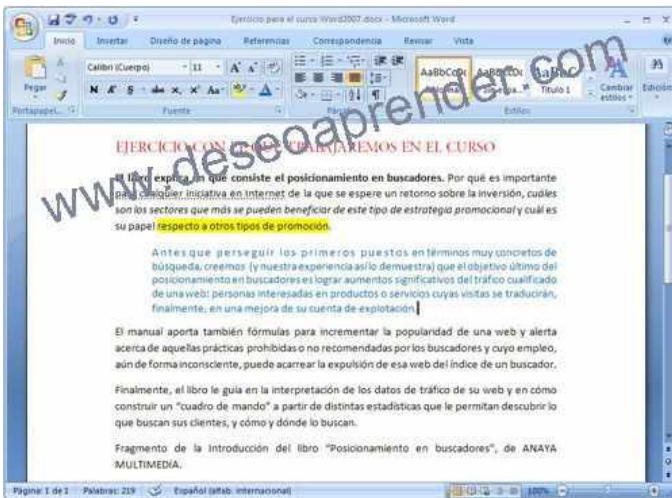 Ejercicio para el curso Word2007.docx - Microsoft Word
Inicio Insertar Diseño de página Referencias Correspondencia Revisar Vista
Calibri (Cuerpo) 11
Pegar
N K S abc
AaBbCcDc
Título 1
Cambiar estilos
Edición
Portapapel...
Fuente
Estilos
www.deseoaprender.com
EJERCICIO CON EL QUE TRABAJAREMOS EN EL CURSO
El libro explica en qué consiste el posicionamiento en buscadores. Por qué es importante
para cualquier iniciativa en Internet de la que se espere un retorno sobre la inversión, cuáles
son los sectores que más se pueden beneficiar de este tipo de estrategia promocional y cuál es
su papel respecto a otros tipos de promoción.
Antes que perseguir los primeros puestos en términos muy concretos de
búsqueda, creemos (y nuestra experiencia así lo demuestra) que el objetivo último del
posicionamiento en buscadores es lograr aumentos significativos del tráfico cualificado
de una web: personas interesadas en productos o servicios cuyas visitas se traducirán,
finalmente, en una mejora de su cuenta de explotación.
El manual aporta también fórmulas para incrementar la popularidad de una web y alerta
acerca de aquellas prácticas prohibidas o no recomendadas por los buscadores y cuyo empleo,
aún de forma inconsciente, puede acarrear la expulsión de esa web del índice de un buscador.
Finalmente, el libro le guía en la interpretación de los datos de tráfico de su web y en cómo
construir un "cuadro de mando" a partir de distintas estadísticas que le permitan descubrir lo
que buscan sus clientes, y cómo y dónde lo buscan.
Fragmento de la Introducción del libro "Posicionamiento en buscadores", de ANAYA
MULTIMEDIA.
Página: 1 de 1 Palabras: 219 Español (alfab. internacional) 100%